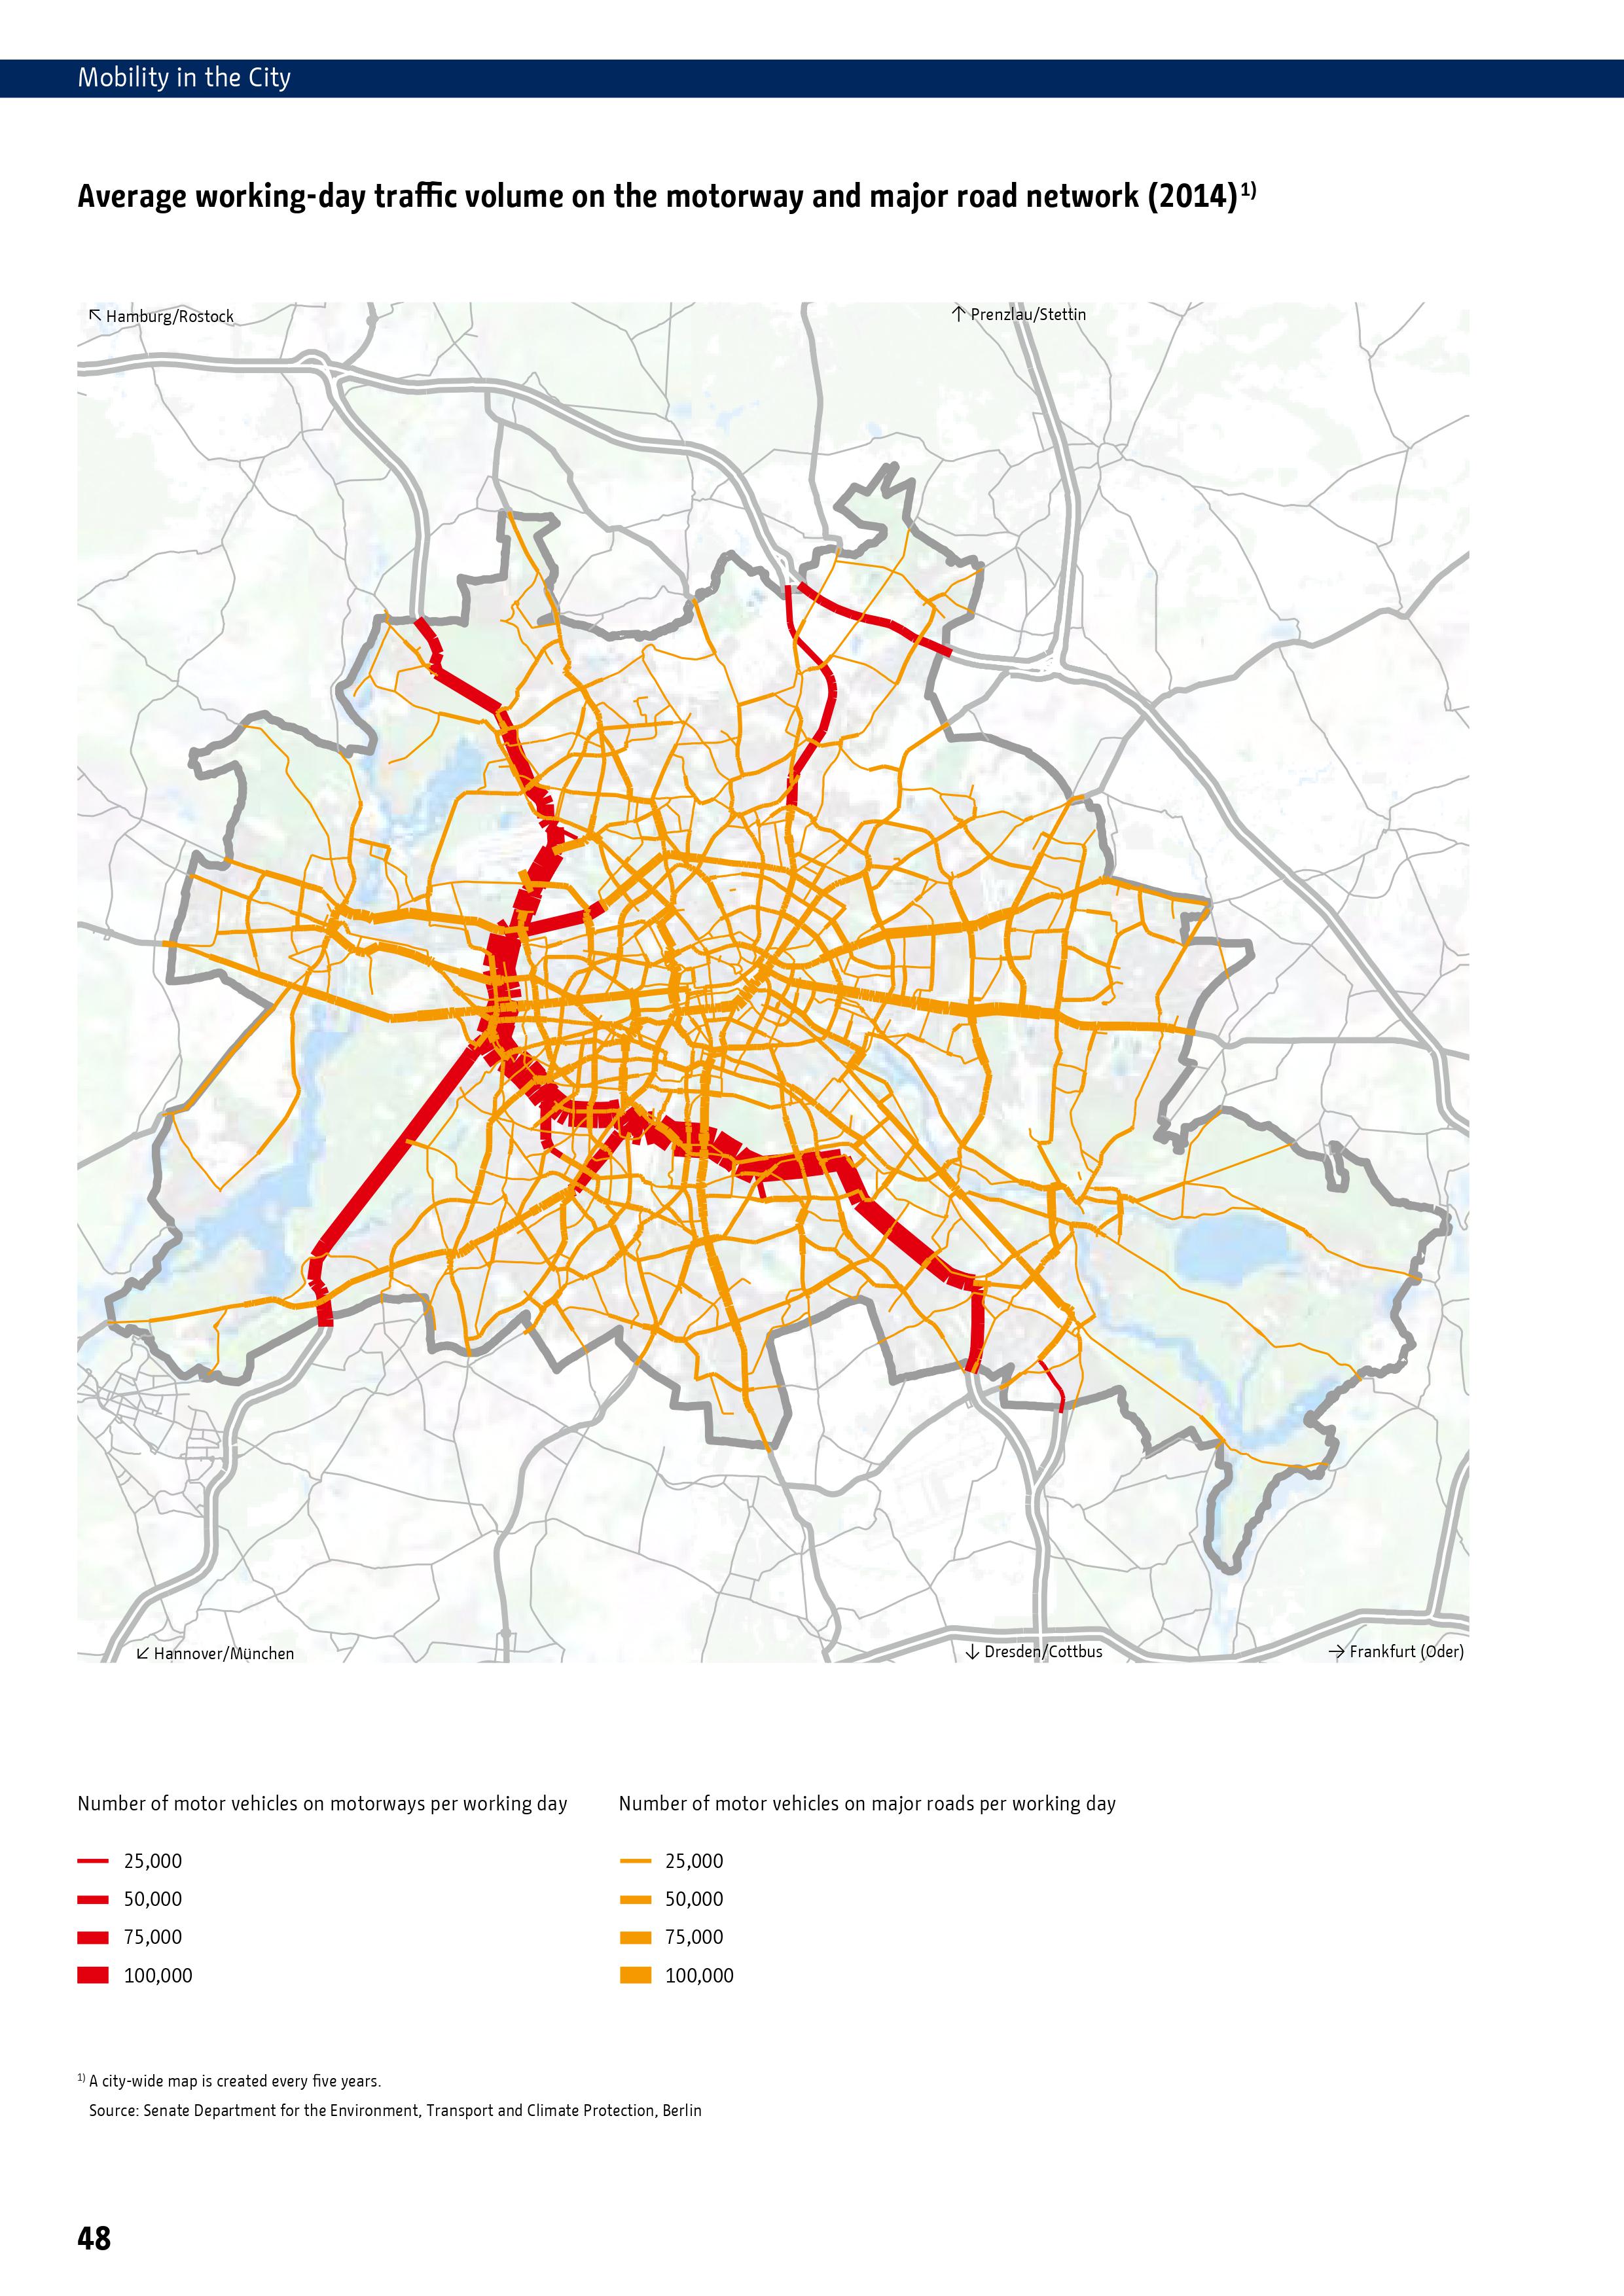 Mobility in the City
Average working-day traffic volume on the motorway and major road network (2014)1)
↖ Hamburg/Rostock
↑ Prenzlau/Stettin
↙ Hannover/München
↓ Dresden/Cottbus
→ Frankfurt (Oder)
Number of motor vehicles on motorways per working day
25,000
50,000
75,000
100,000
Number of motor vehicles on major roads per working day
25,000
50,000
75,000
100,000
1) A city-wide map is created every five years.
Source: Senate Department for the Environment, Transport and Climate Protection, Berlin
48